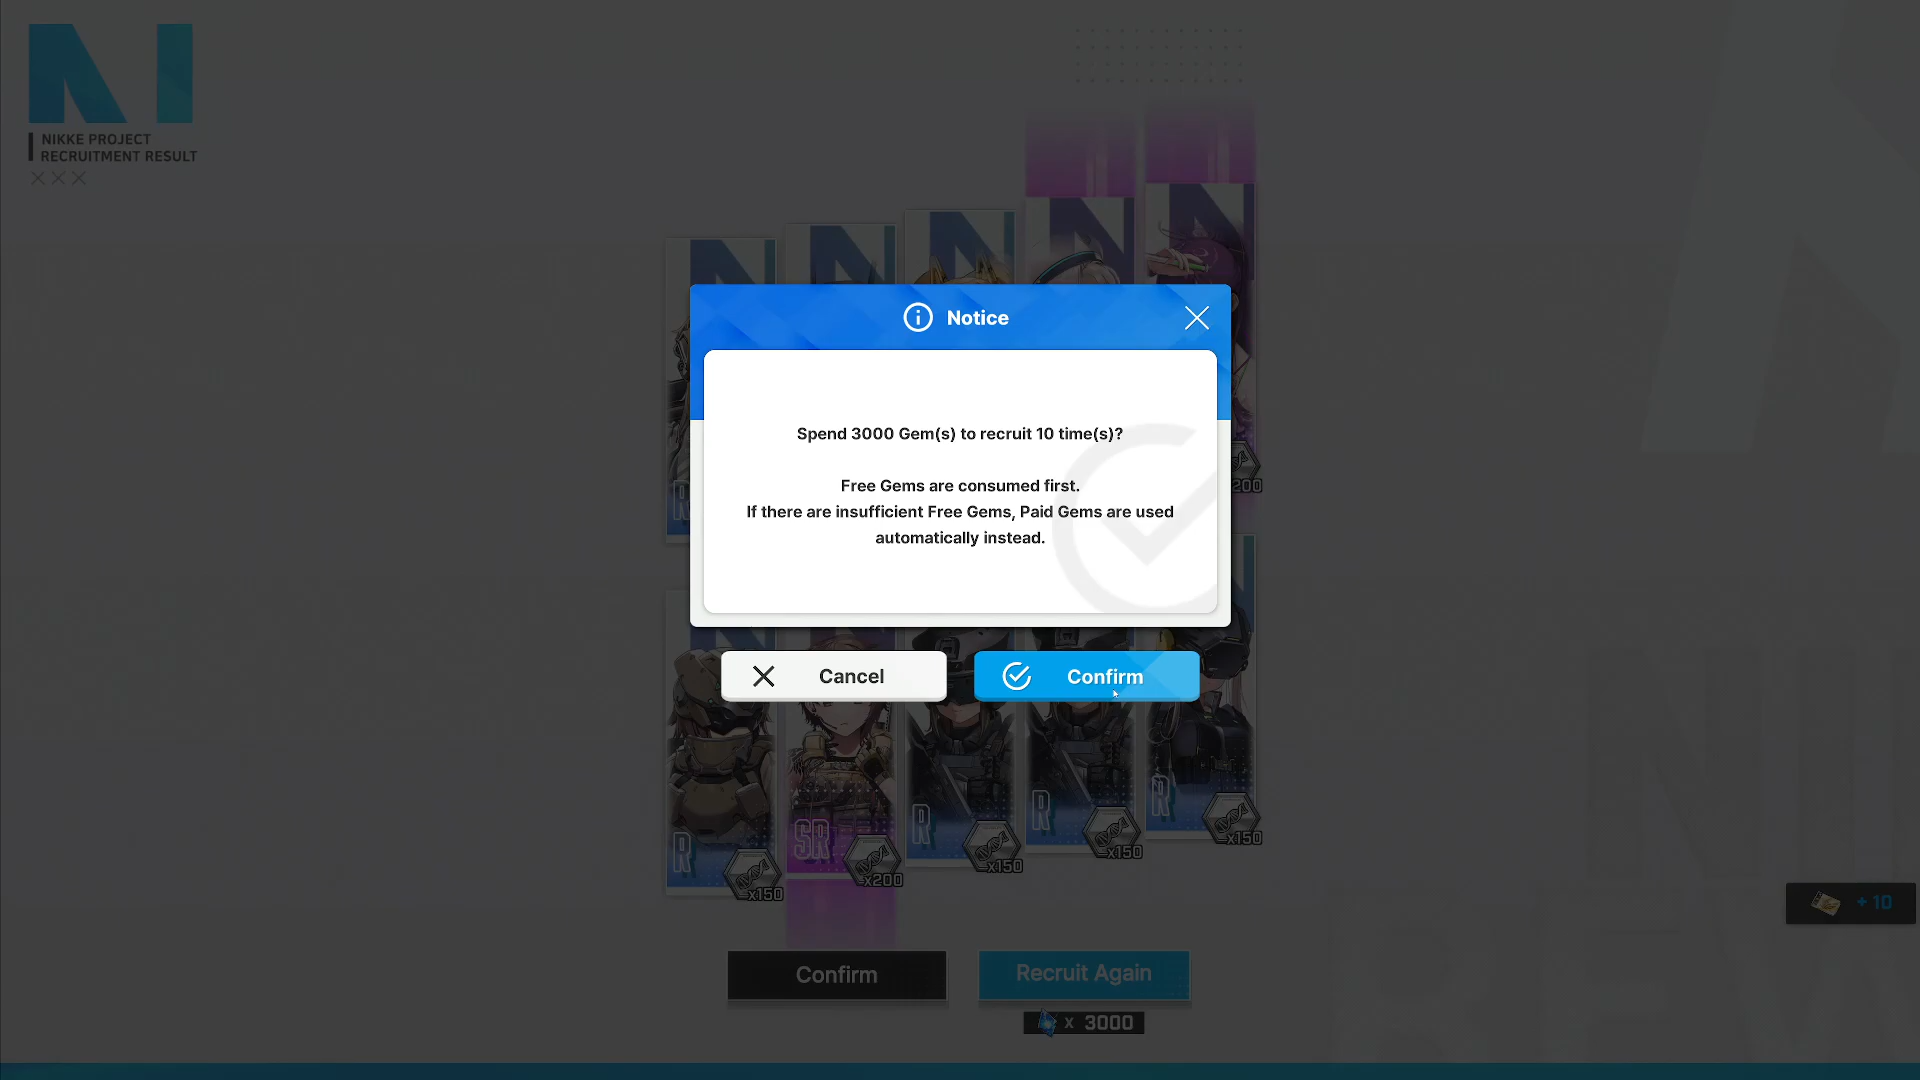 NI
NIKKE PROJECT
RECRUITMENT RESULT
Notice
Spend 3000 Gem(s) to recruit 10 time(s)?
Free Gems are consumed first.
If there are insufficient Free Gems, Paid Gems are used
automatically instead.
Cancel
Confirm
R
x200
R
x150
SR
x200
R
x150
R
x150
R
x150
+ 10
Confirm
Recruit Again
x 3000